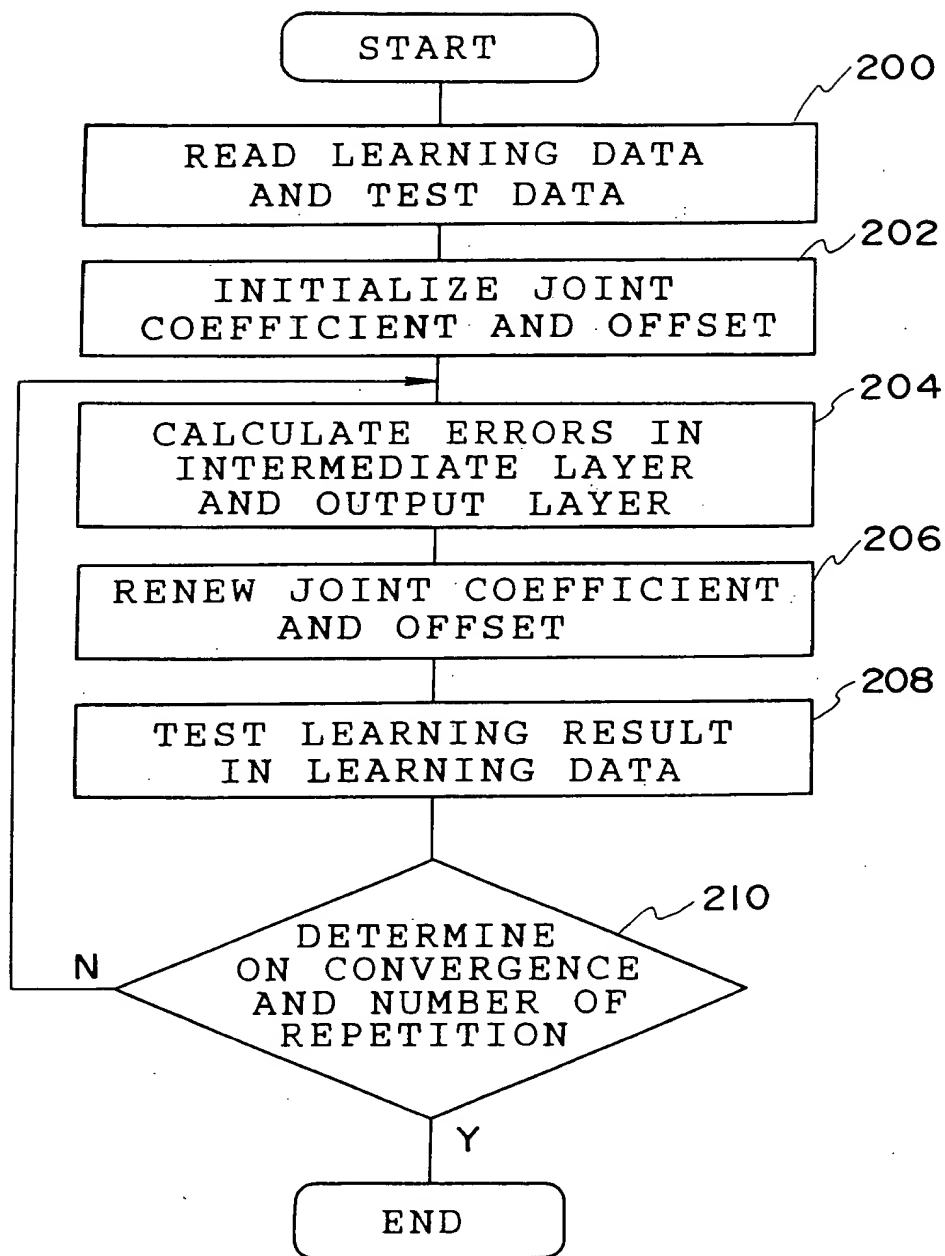 START
200
READ LEARNING DATA
AND TEST DATA
202
INITIALIZE JOINT
COEFFICIENT AND OFFSET
204
CALCULATE ERRORS IN
INTERMEDIATE LAYER
AND OUTPUT LAYER
206
RENEW JOINT COEFFICIENT
AND OFFSET
208
TEST LEARNING RESULT
IN LEARNING DATA
210
DETERMINE
ON CONVERGENCE
AND NUMBER OF
REPETITION
N
Y
END